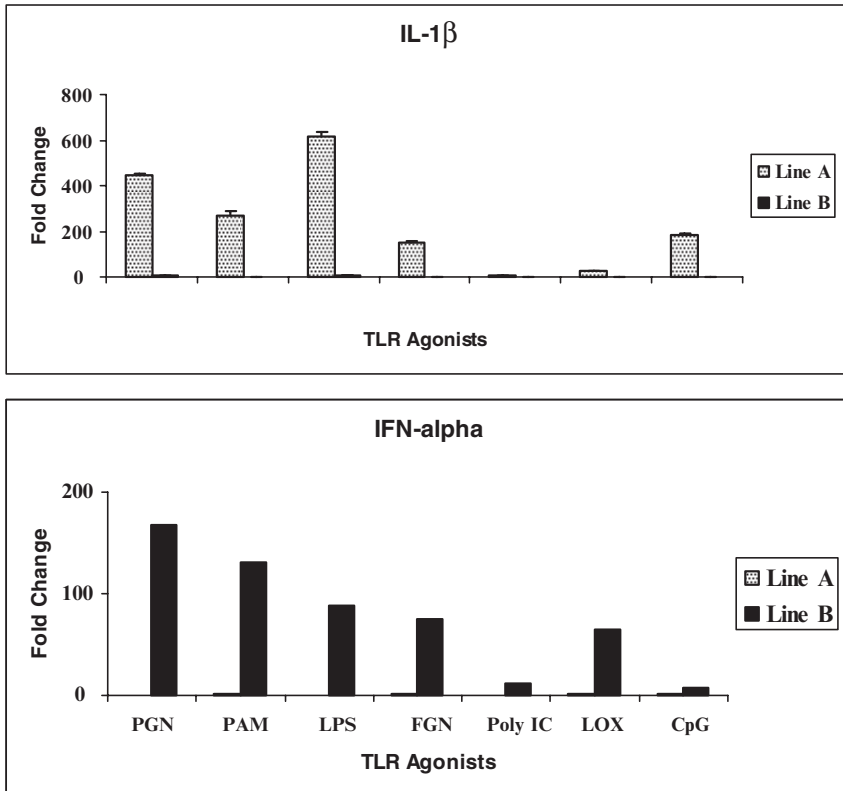 IL-1β
800
600
400
200
0
Fold Change
Line A
Line B
TLR Agonists
IFN-alpha
200
100
0
Fold Change
Line A
Line B
PGN PAM LPS FGN Poly IC LOX CpG
TLR Agonists